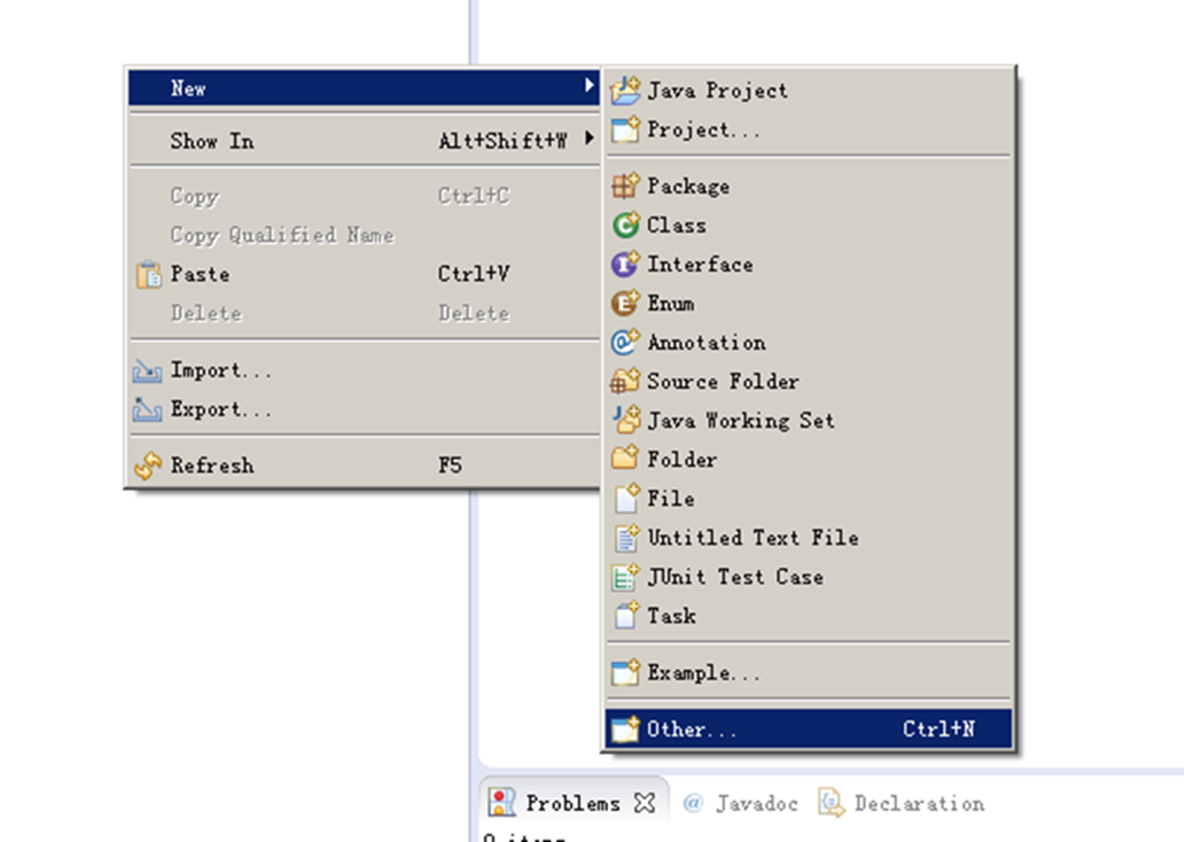 New
Show In Alt+Shift+W
Copy Ctrl+C
Copy Qualified Name
Paste Ctrl+V
Delete Delete
Import...
Export...
Refresh F5
Java Project
Project...
Package
Class
Interface
Enum
Annotation
Source Folder
Java Working Set
Folder
File
Untitled Text File
JUnit Test Case
Task
Example...
Other... Ctrl+N
Problems @ Javadoc Declaration